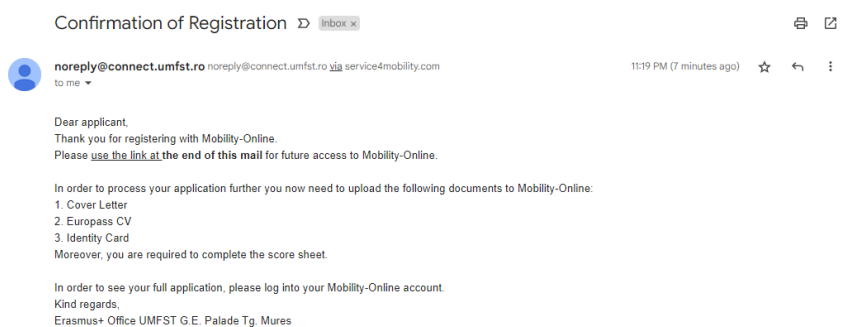 Confirmation of Registration Inbox ×
noreply@connect.umfst.ro noreply@connect.umfst.ro via service4mobility.com 11:19 PM (7 minutes ago)
to me
Dear applicant,
Thank you for registering with Mobility-Online.
Please use the link at the end of this mail for future access to Mobility-Online.
In order to process your application further you now need to upload the following documents to Mobility-Online:
1. Cover Letter
2. Europass CV
3. Identity Card
Moreover, you are required to complete the score sheet.
In order to see your full application, please log into your Mobility-Online account.
Kind regards,
Erasmus+ Office UMFST G.E. Palade Tg. Mures